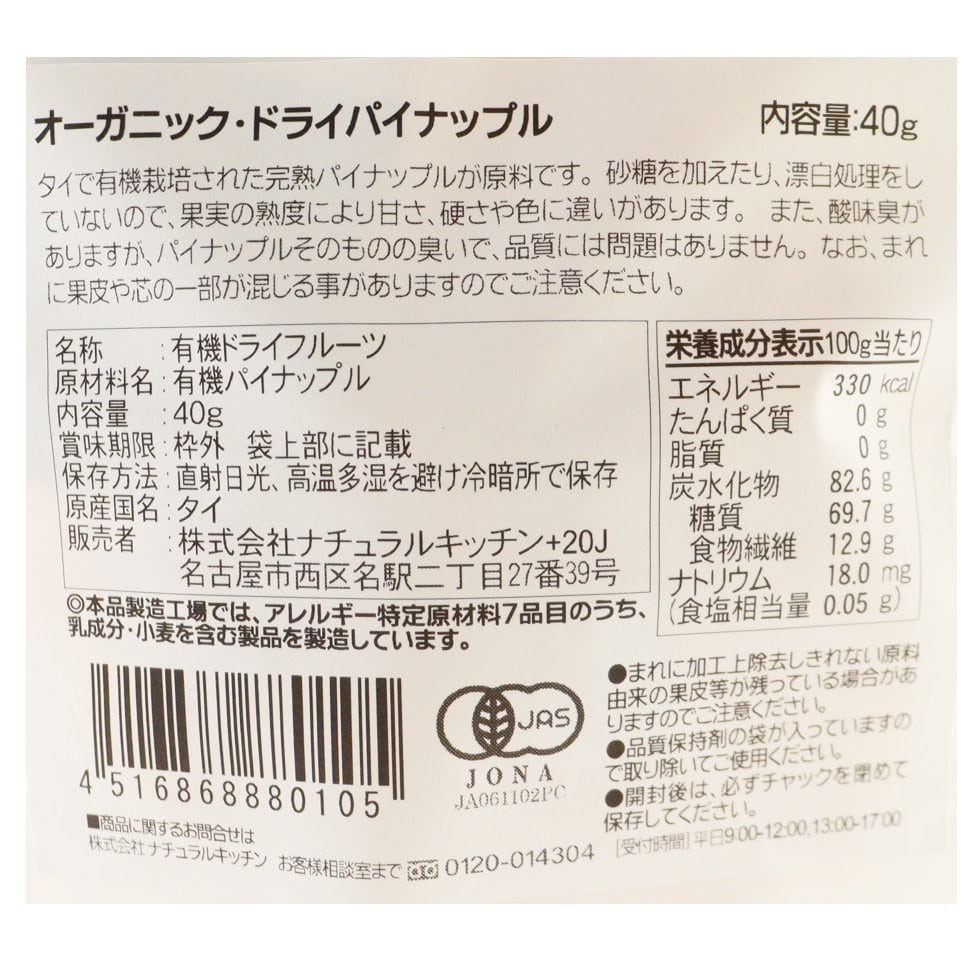 オーガニック・ドライパイナップル 内容量:40g
タイで有機栽培された完熟パイナップルが原料です。砂糖を加えたり、漂白処理をし
ていないので、果実の熟度により甘さ、硬さや色に違いがあります。 また、酸味臭が
ありますが、パイナップルそのものの臭いで、品質には問題はありません。なお、まれ
に果皮や芯の一部が混じる事がありますのでご注意ください。
名称 : 有機ドライフルーツ
原材料名 : 有機パイナップル
内容量 : 40g
賞味期限 : 枠外 袋上部に記載
保存方法 : 直射日光、高温多湿を避け冷暗所で保存
原産国名 : タイ
販売者 : 株式会社ナチュラルキッチン+20J
名古屋市西区名駅二丁目27番39号
栄養成分表示100g当たり
エネルギー 330 kcal
たんぱく質 0 g
脂質 0 g
炭水化物 82.6 g
糖質 69.7 g
食物繊維 12.9 g
ナトリウム 18.0 mg
(食塩相当量 0.05 g)
◎本品製造工場では、アレルギー特定原材料7品目のうち、
乳成分・小麦を含む製品を製造しています。
4 516868 880105
JAS
JONA
JA061102PC
●まれに加工上除去しきれない原料
由来の果皮等が残っている場合があ
りますのでご注意ください。
●品質保持剤の袋が入っていますの
で取り除いてご使用ください。
●開封後は、必ずチャックを閉めて
保存してください。
■商品に関するお問合せは
株式会社ナチュラルキッチン お客様相談室まで 0120-014304 [受付時間]平日9:00-12:00,13:00-17:00